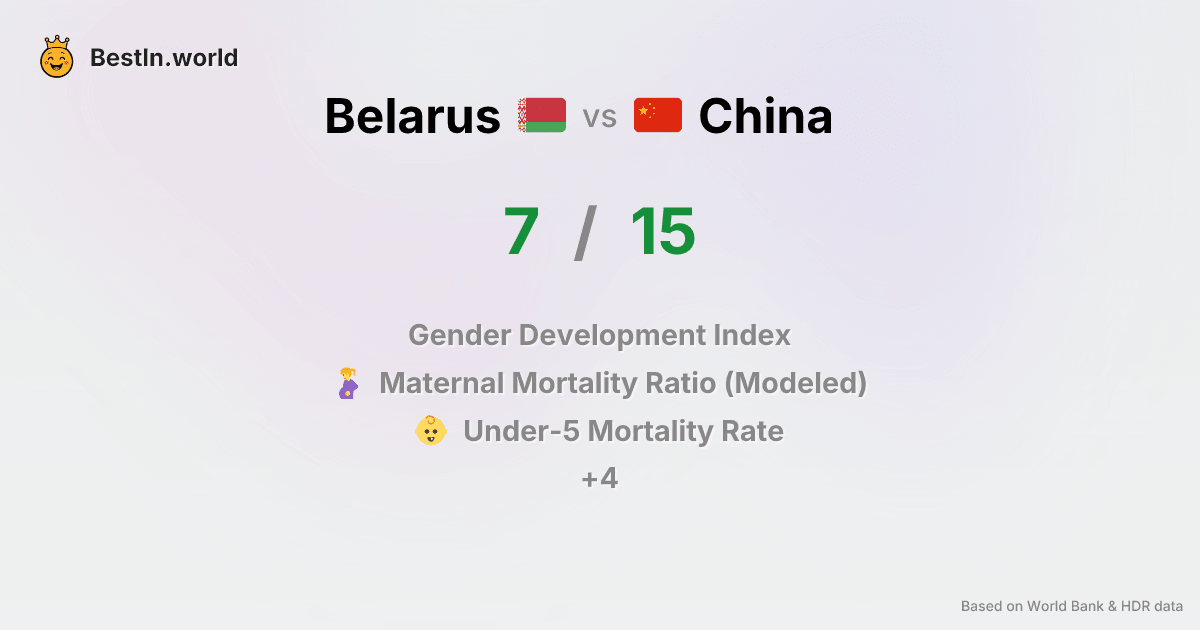 BestIn.world
Belarus vs China
7 / 15
Gender Development Index
Maternal Mortality Ratio (Modeled)
Under-5 Mortality Rate
+4
Based on World Bank & HDR data